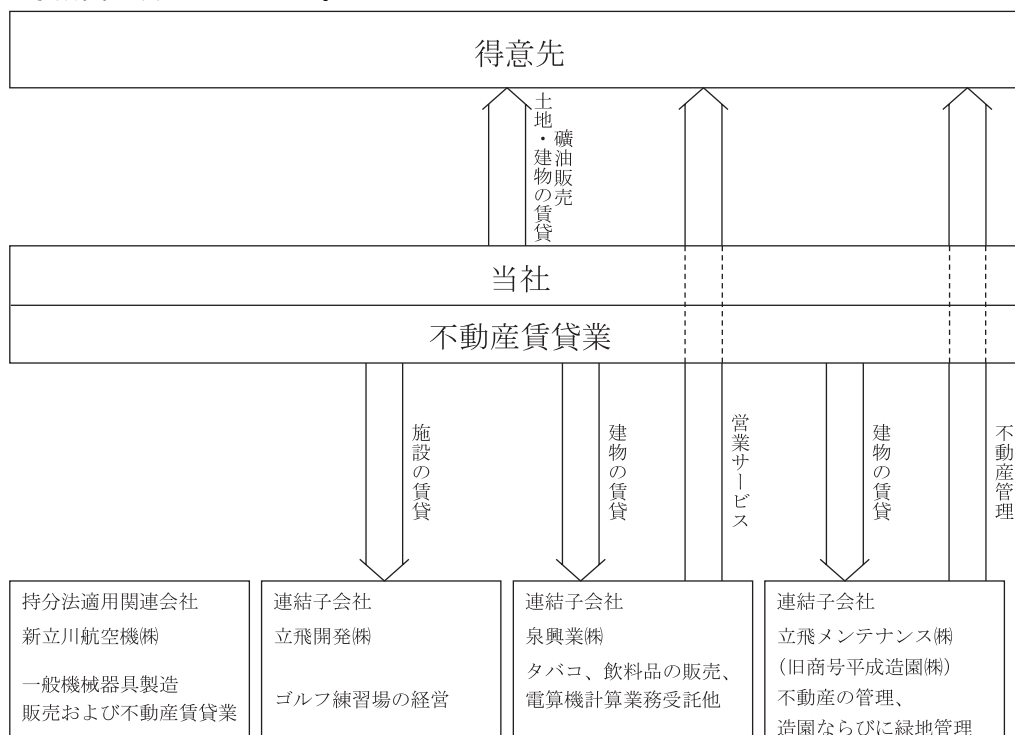 得意先
土地・建物の賃貸
礦油販売
当社
不動産賃貸業
施設の賃貸
建物の賃貸
営業サービス
建物の賃貸
不動産管理
持分法適用関連会社
新立川航空機㈱
一般機械器具製造
販売および不動産賃貸業
連結子会社
立飛開発㈱
ゴルフ練習場の経営
連結子会社
泉興業㈱
タバコ、飲料品の販売、
電算機計算業務受託他
連結子会社
立飛メンテナンス㈱
(旧商号平成造園㈱)
不動産の管理、
造園ならびに緑地管理